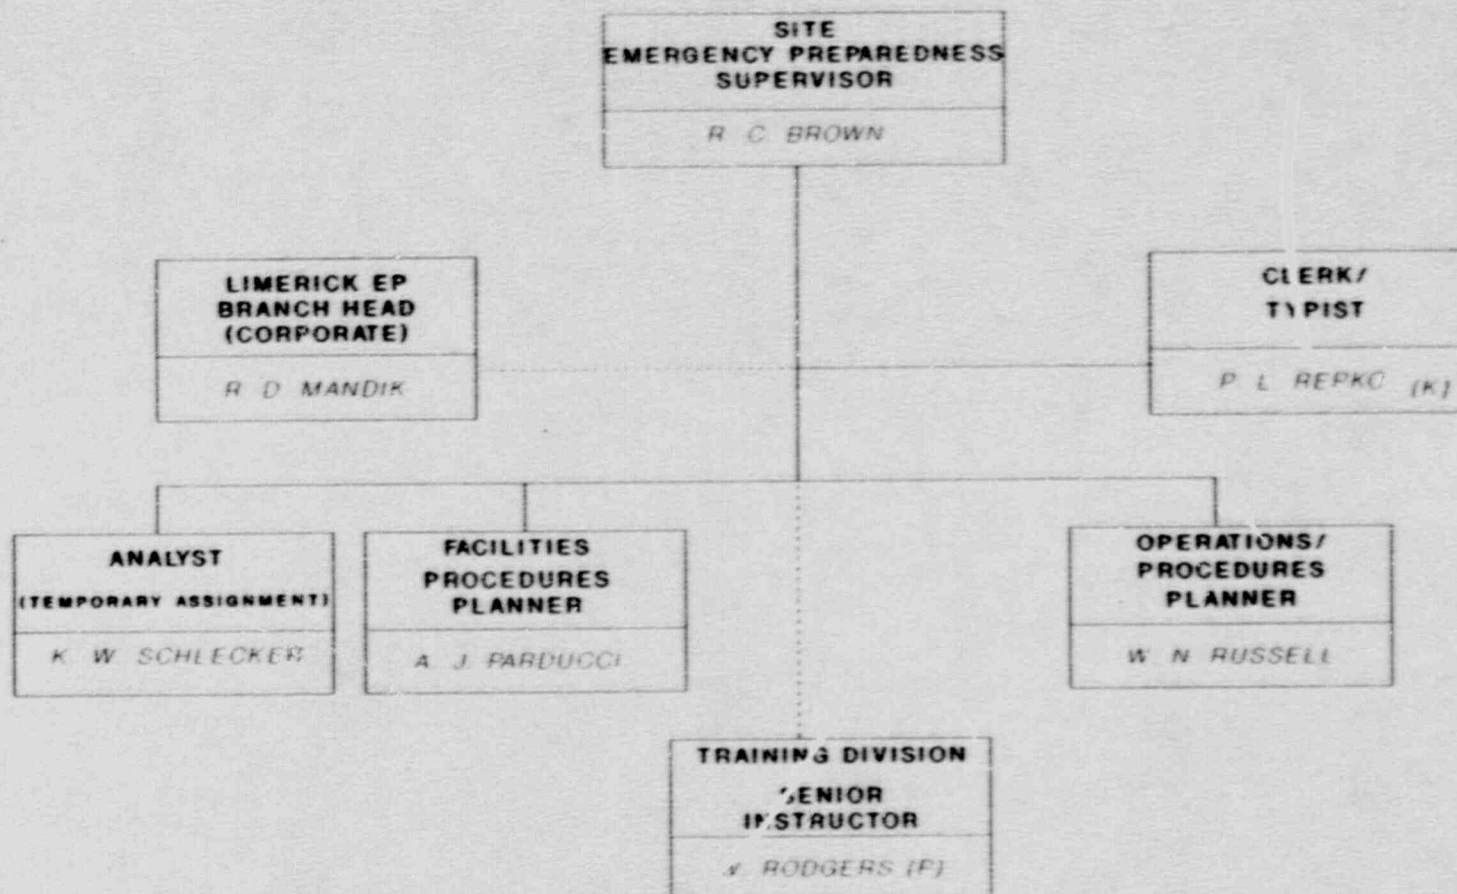 SITE
EMERGENCY PREPAREDNESS
SUPERVISOR
R C BROWN
LIMERICK EP
BRANCH HEAD
(CORPORATE)
R D MANDIK
CLERK/
TYPIST
P L REPKO (K)
ANALYST
(TEMPORARY ASSIGNMENT)
K W SCHLECKER
FACILITIES
PROCEDURES
PLANNER
A J PARDUCCI
OPERATIONS/
PROCEDURES
PLANNER
W N RUSSELL
TRAINING DIVISION
SENIOR
INSTRUCTOR
RODGERS (P)